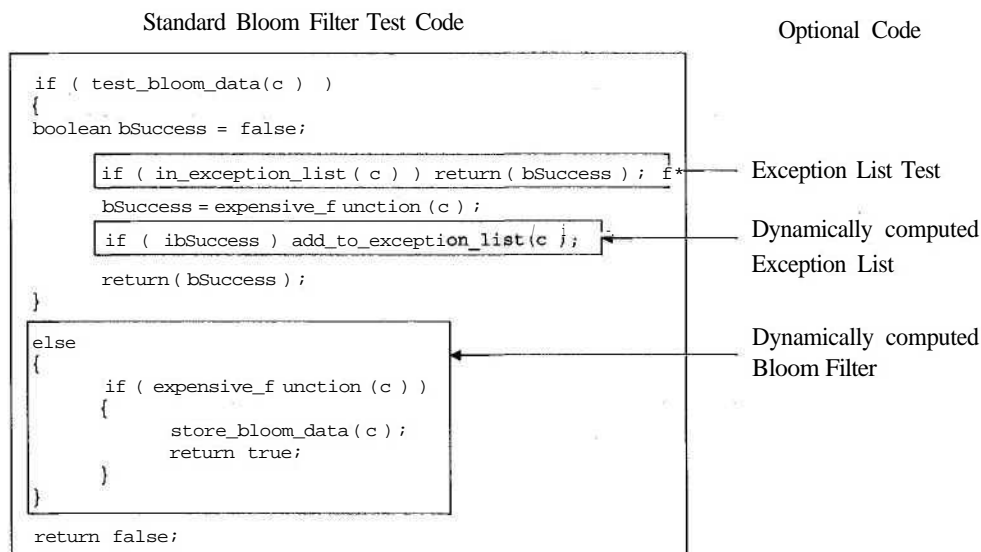 Standard Bloom Filter Test Code
Optional Code
if ( test_bloom_data(c ) )
{
boolean bSuccess = false;
if ( in_exception_list ( c ) ) return( bSuccess ) ; f*
Exception List Test
bSuccess = expensive_f unction (c ) ;
if ( ibSuccess ) add_to_exception_list(c );
Dynamically computed
Exception List
return( bSuccess ) ;
}
else
{
Dynamically computed
Bloom Filter
if ( expensive_f unction (c ) )
{
store_bloom_data( c ) ;
return true;
}
}
return false;